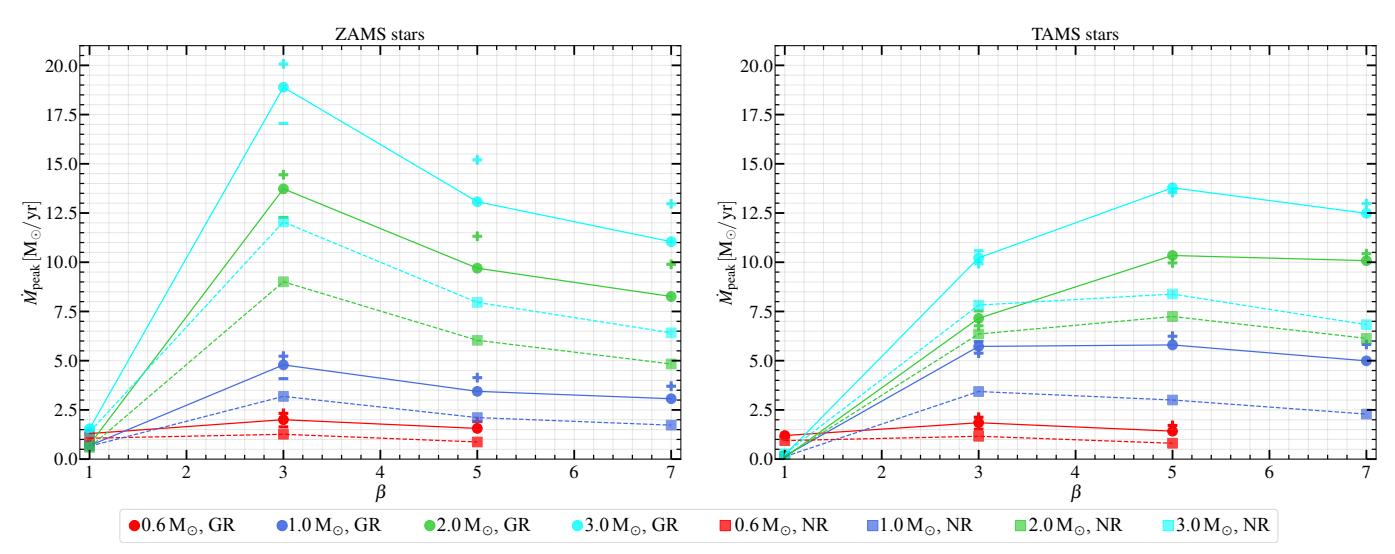 ZAMS stars
20.0
17.5
15.0
12.5
10.0
7.5
5.0
2.5
0.0
Ṁpeak [M⊙/yr]
1 2 3 4 5 6 7
β
TAMS stars
20.0
17.5
15.0
12.5
10.0
7.5
5.0
2.5
0.0
Ṁpeak [M⊙/yr]
1 2 3 4 5 6 7
β
0.6 M⊙, GR 1.0 M⊙, GR 2.0 M⊙, GR 3.0 M⊙, GR 0.6 M⊙, NR 1.0 M⊙, NR 2.0 M⊙, NR 3.0 M⊙, NR